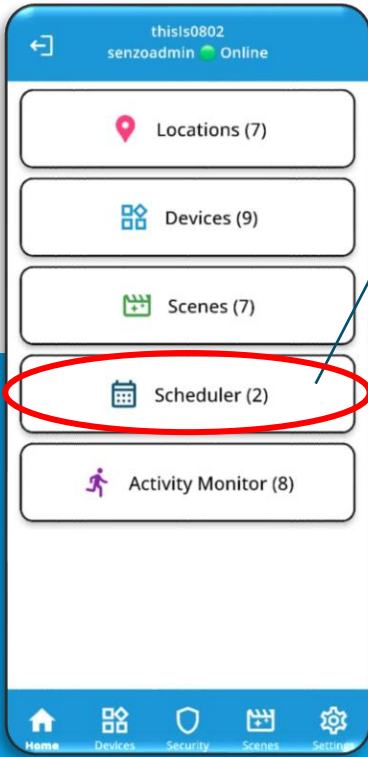 thisIs0802
senzoadmin Online
Locations (7)
Devices (9)
Scenes (7)
Scheduler (2)
Activity Monitor (8)
Home Devices Security Scenes Settings